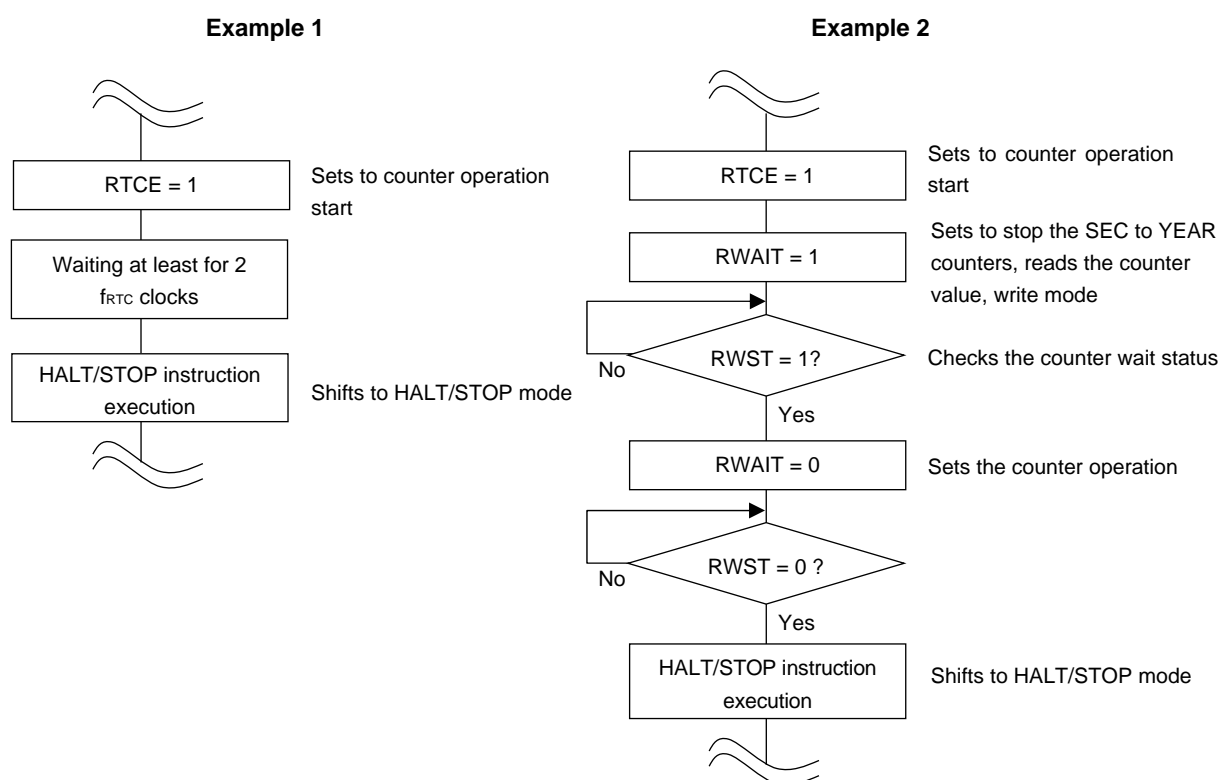 Example 1
RTCE = 1
Sets to counter operation
start
Waiting at least for 2
fRTC clocks
HALT/STOP instruction
execution
Shifts to HALT/STOP mode
Example 2
RTCE = 1
Sets to counter operation
start
RWAIT = 1
Sets to stop the SEC to YEAR
counters, reads the counter
value, write mode
RWST = 1?
No
Checks the counter wait status
Yes
RWAIT = 0
Sets the counter operation
RWST = 0 ?
No
Yes
HALT/STOP instruction
execution
Shifts to HALT/STOP mode